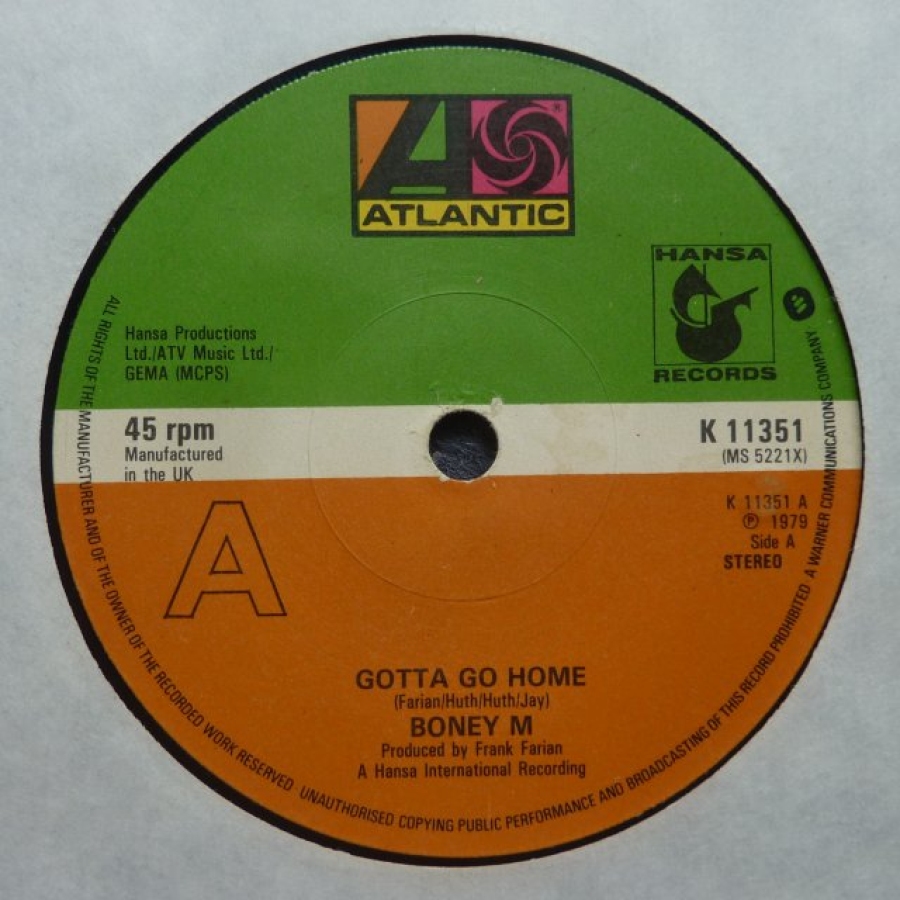 ATLANTIC
®
HANSA
RECORDS
Hansa Productions
Ltd./ATV Music Ltd./
GEMA (MCPS)
45 rpm
Manufactured
in the UK
K 11351
(MS 5221X)
K 11351 A
℗ 1979
Side A
STEREO
A
GOTTA GO HOME
(Farian/Huth/Huth/Jay)
BONEY M
Produced by Frank Farian
A Hansa International Recording
ALL RIGHTS OF THE MANUFACTURER AND OF THE OWNER OF THE RECORDED WORK RESERVED UNAUTHORISED COPYING PUBLIC PERFORMANCE AND BROADCASTING OF THIS RECORD PROHIBITED A WARNER COMMUNICATIONS COMPANY